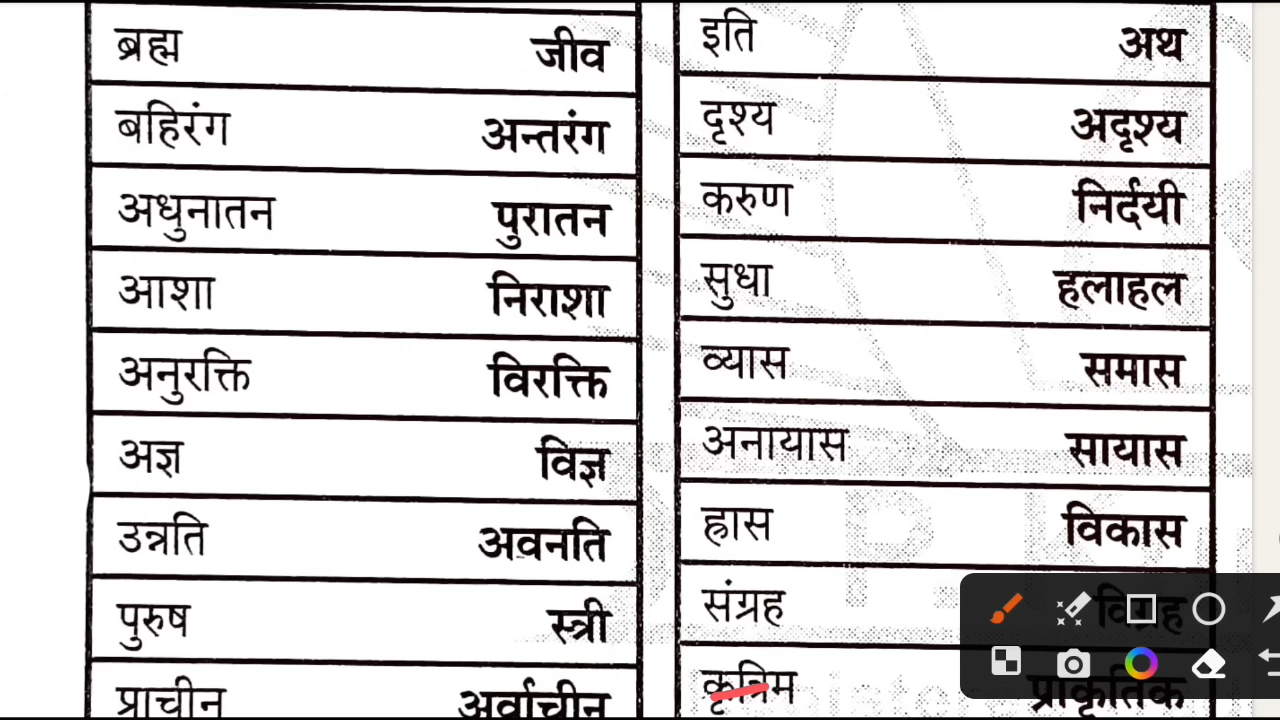 ब्रह्म जीव
बहिरंग अन्तरंग
अधुनातन पुरातन
आशा निराशा
अनुरक्ति विरक्ति
अज्ञ विज्ञ
उन्नति अवनति
पुरुष स्त्री
प्राचीन अर्वाचीन
इति अथ
दृश्य अदृश्य
करुण निर्दयी
सुधा हलाहल
व्यास समास
अनायास सायास
ह्रास विकास
संग्रह विग्रह
कृत्रिम प्राकृतिक